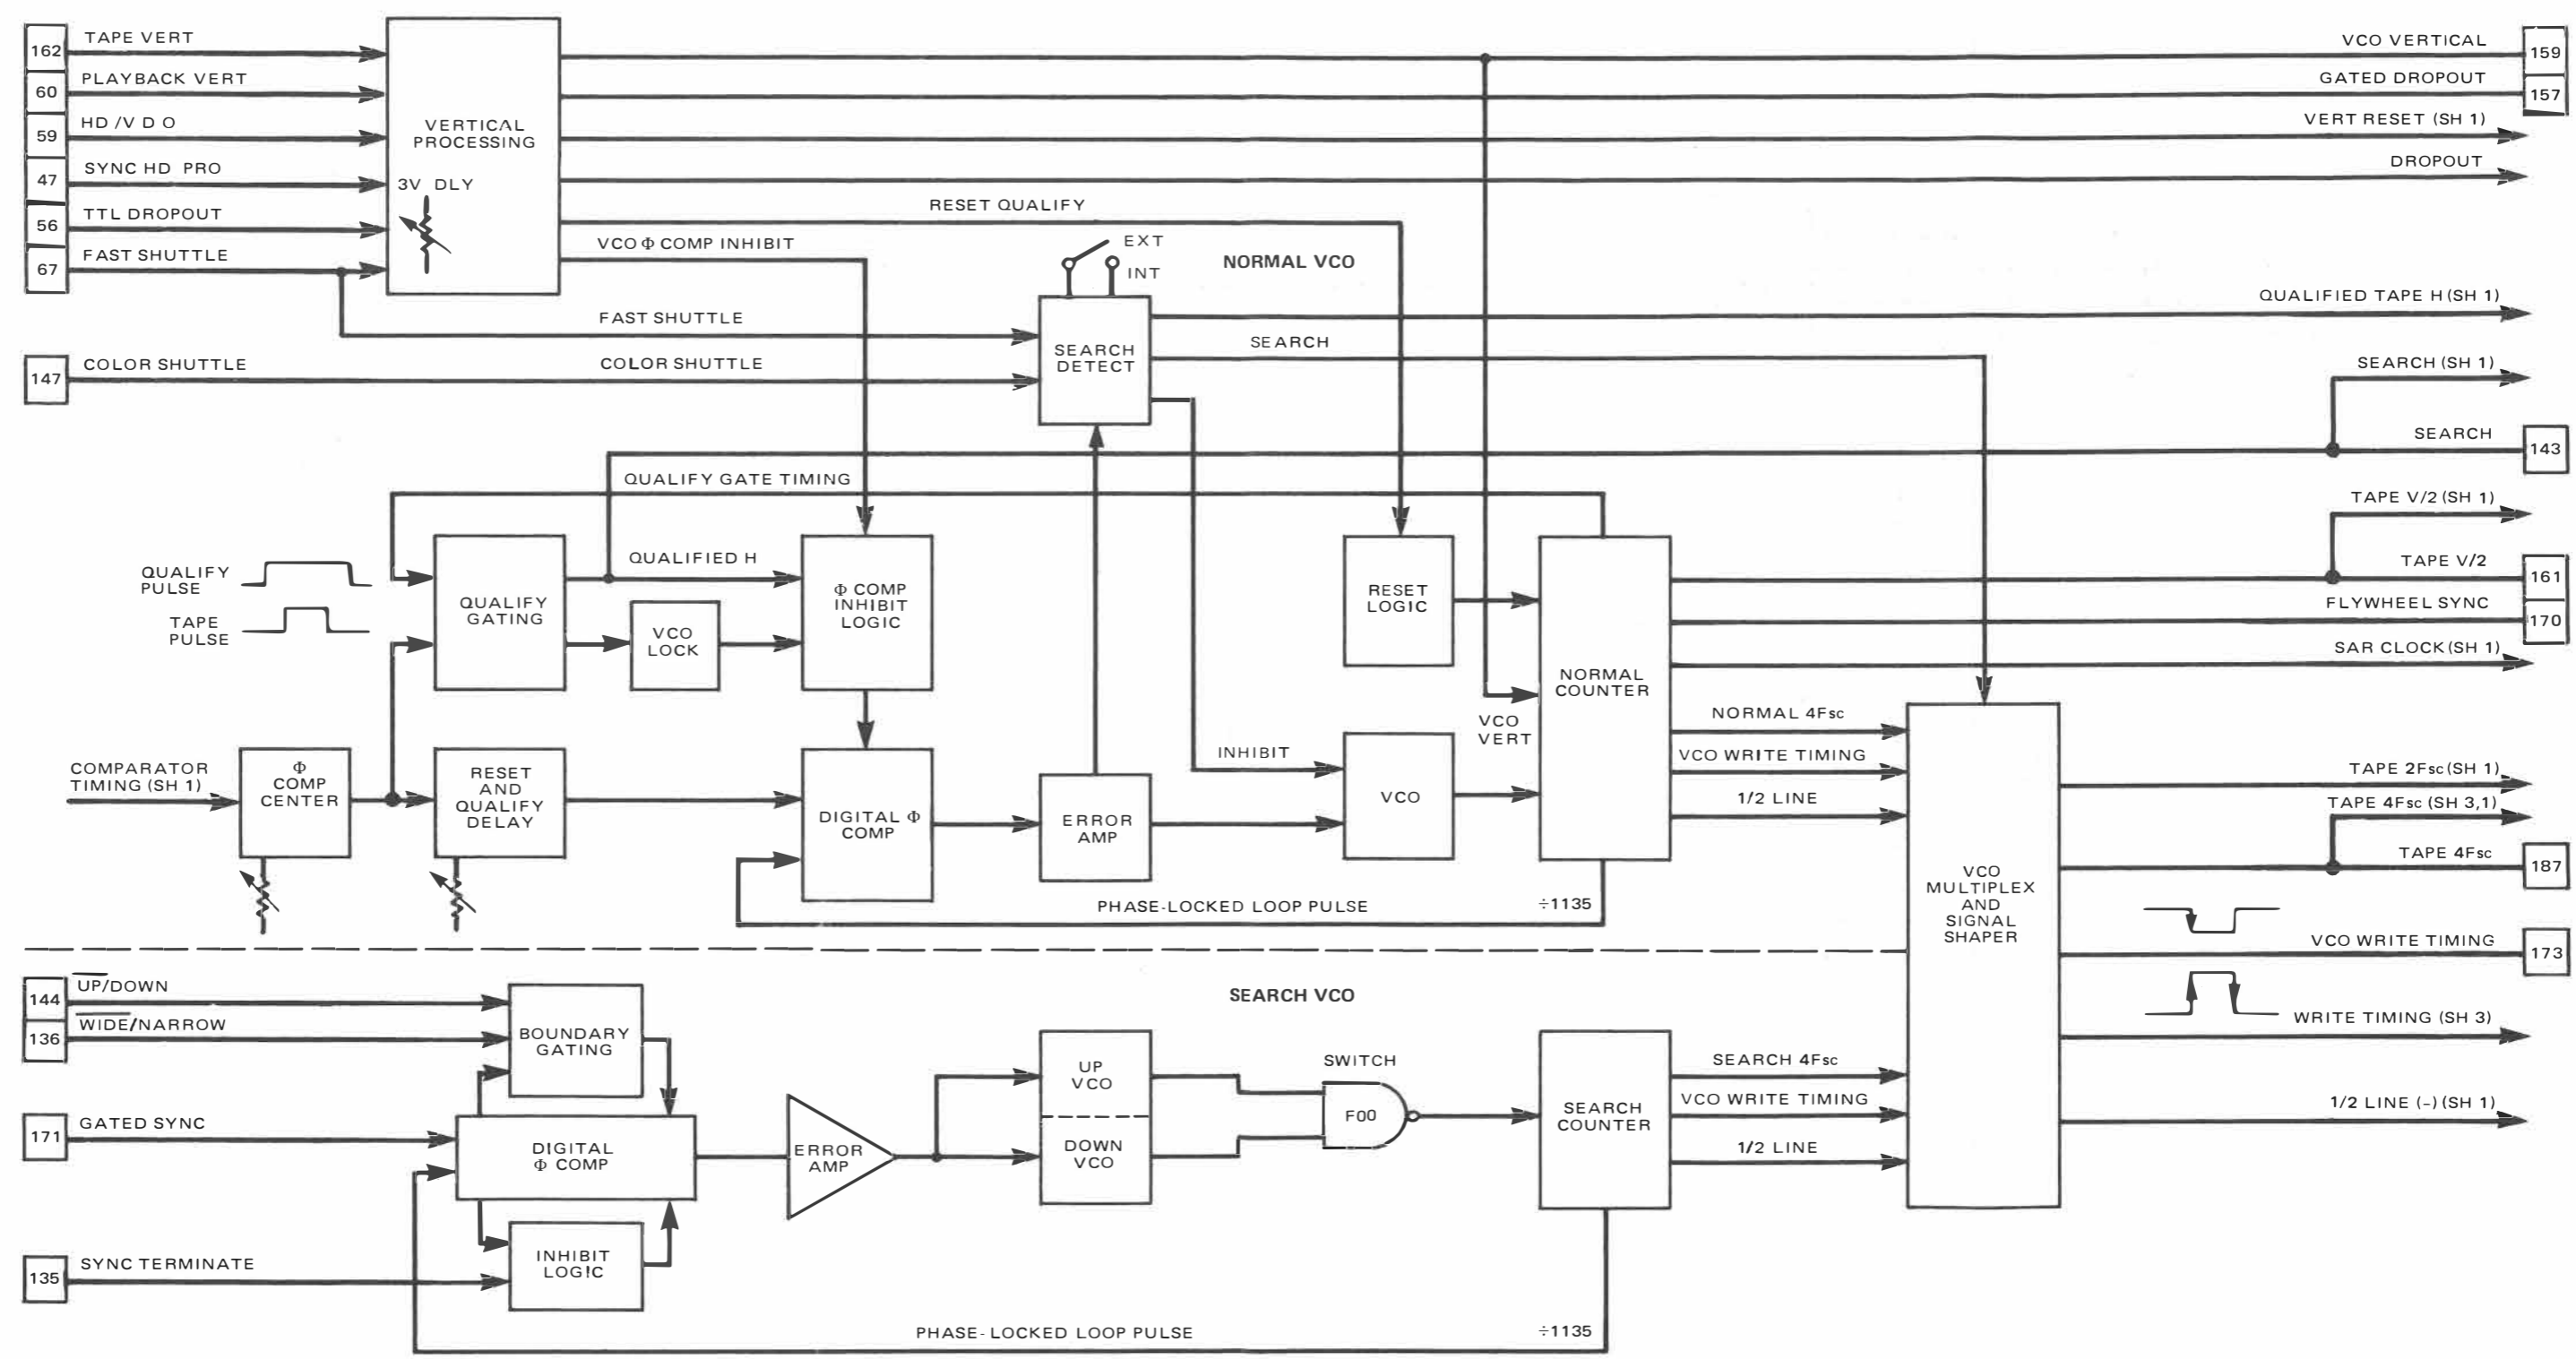 162 TAPE VERT
60 PLAYBACK VERT
59 HD /V D O
47 SYNC HD PRO
56 TTL DROPOUT
67 FAST SHUTTLE
VERTICAL
PROCESSING
3V DLY
VCO VERTICAL 159
GATED DROPOUT 157
VERT RESET (SH 1)
DROPOUT
RESET QUALIFY
VCO Φ COMP INHIBIT
EXT
INT
NORMAL VCO
FAST SHUTTLE
147 COLOR SHUTTLE
COLOR SHUTTLE
SEARCH
DETECT
QUALIFIED TAPE H (SH 1)
SEARCH
SEARCH (SH 1)
SEARCH 143
QUALIFY GATE TIMING
QUALIFY
PULSE
TAPE
PULSE
QUALIFY
GATING
QUALIFIED H
VCO
LOCK
Φ COMP
INHIBIT
LOGIC
RESET
LOGIC
NORMAL
COUNTER
VCO
VERT
TAPE V/2 (SH 1)
TAPE V/2 161
FLYWHEEL SYNC 170
SAR CLOCK (SH 1)
COMPARATOR
TIMING (SH 1)
Φ
COMP
CENTER
RESET
AND
QUALIFY
DELAY
DIGITAL Φ
COMP
ERROR
AMP
INHIBIT
VCO
NORMAL 4Fsc
VCO WRITE TIMING
1/2 LINE
PHASE-LOCKED LOOP PULSE
÷1135
VCO
MULTIPLEX
AND
SIGNAL
SHAPER
TAPE 2Fsc (SH 1)
TAPE 4Fsc (SH 3,1)
TAPE 4Fsc 187
VCO WRITE TIMING 173
WRITE TIMING (SH 3)
1/2 LINE (-) (SH 1)
SEARCH VCO
144 UP/DOWN
136 WIDE/NARROW
171 GATED SYNC
135 SYNC TERMINATE
BOUNDARY
GATING
DIGITAL
Φ COMP
INHIBIT
LOGIC
ERROR
AMP
UP
VCO
DOWN
VCO
SWITCH
F00
SEARCH
COUNTER
SEARCH 4Fsc
VCO WRITE TIMING
1/2 LINE
PHASE-LOCKED LOOP PULSE
÷1135